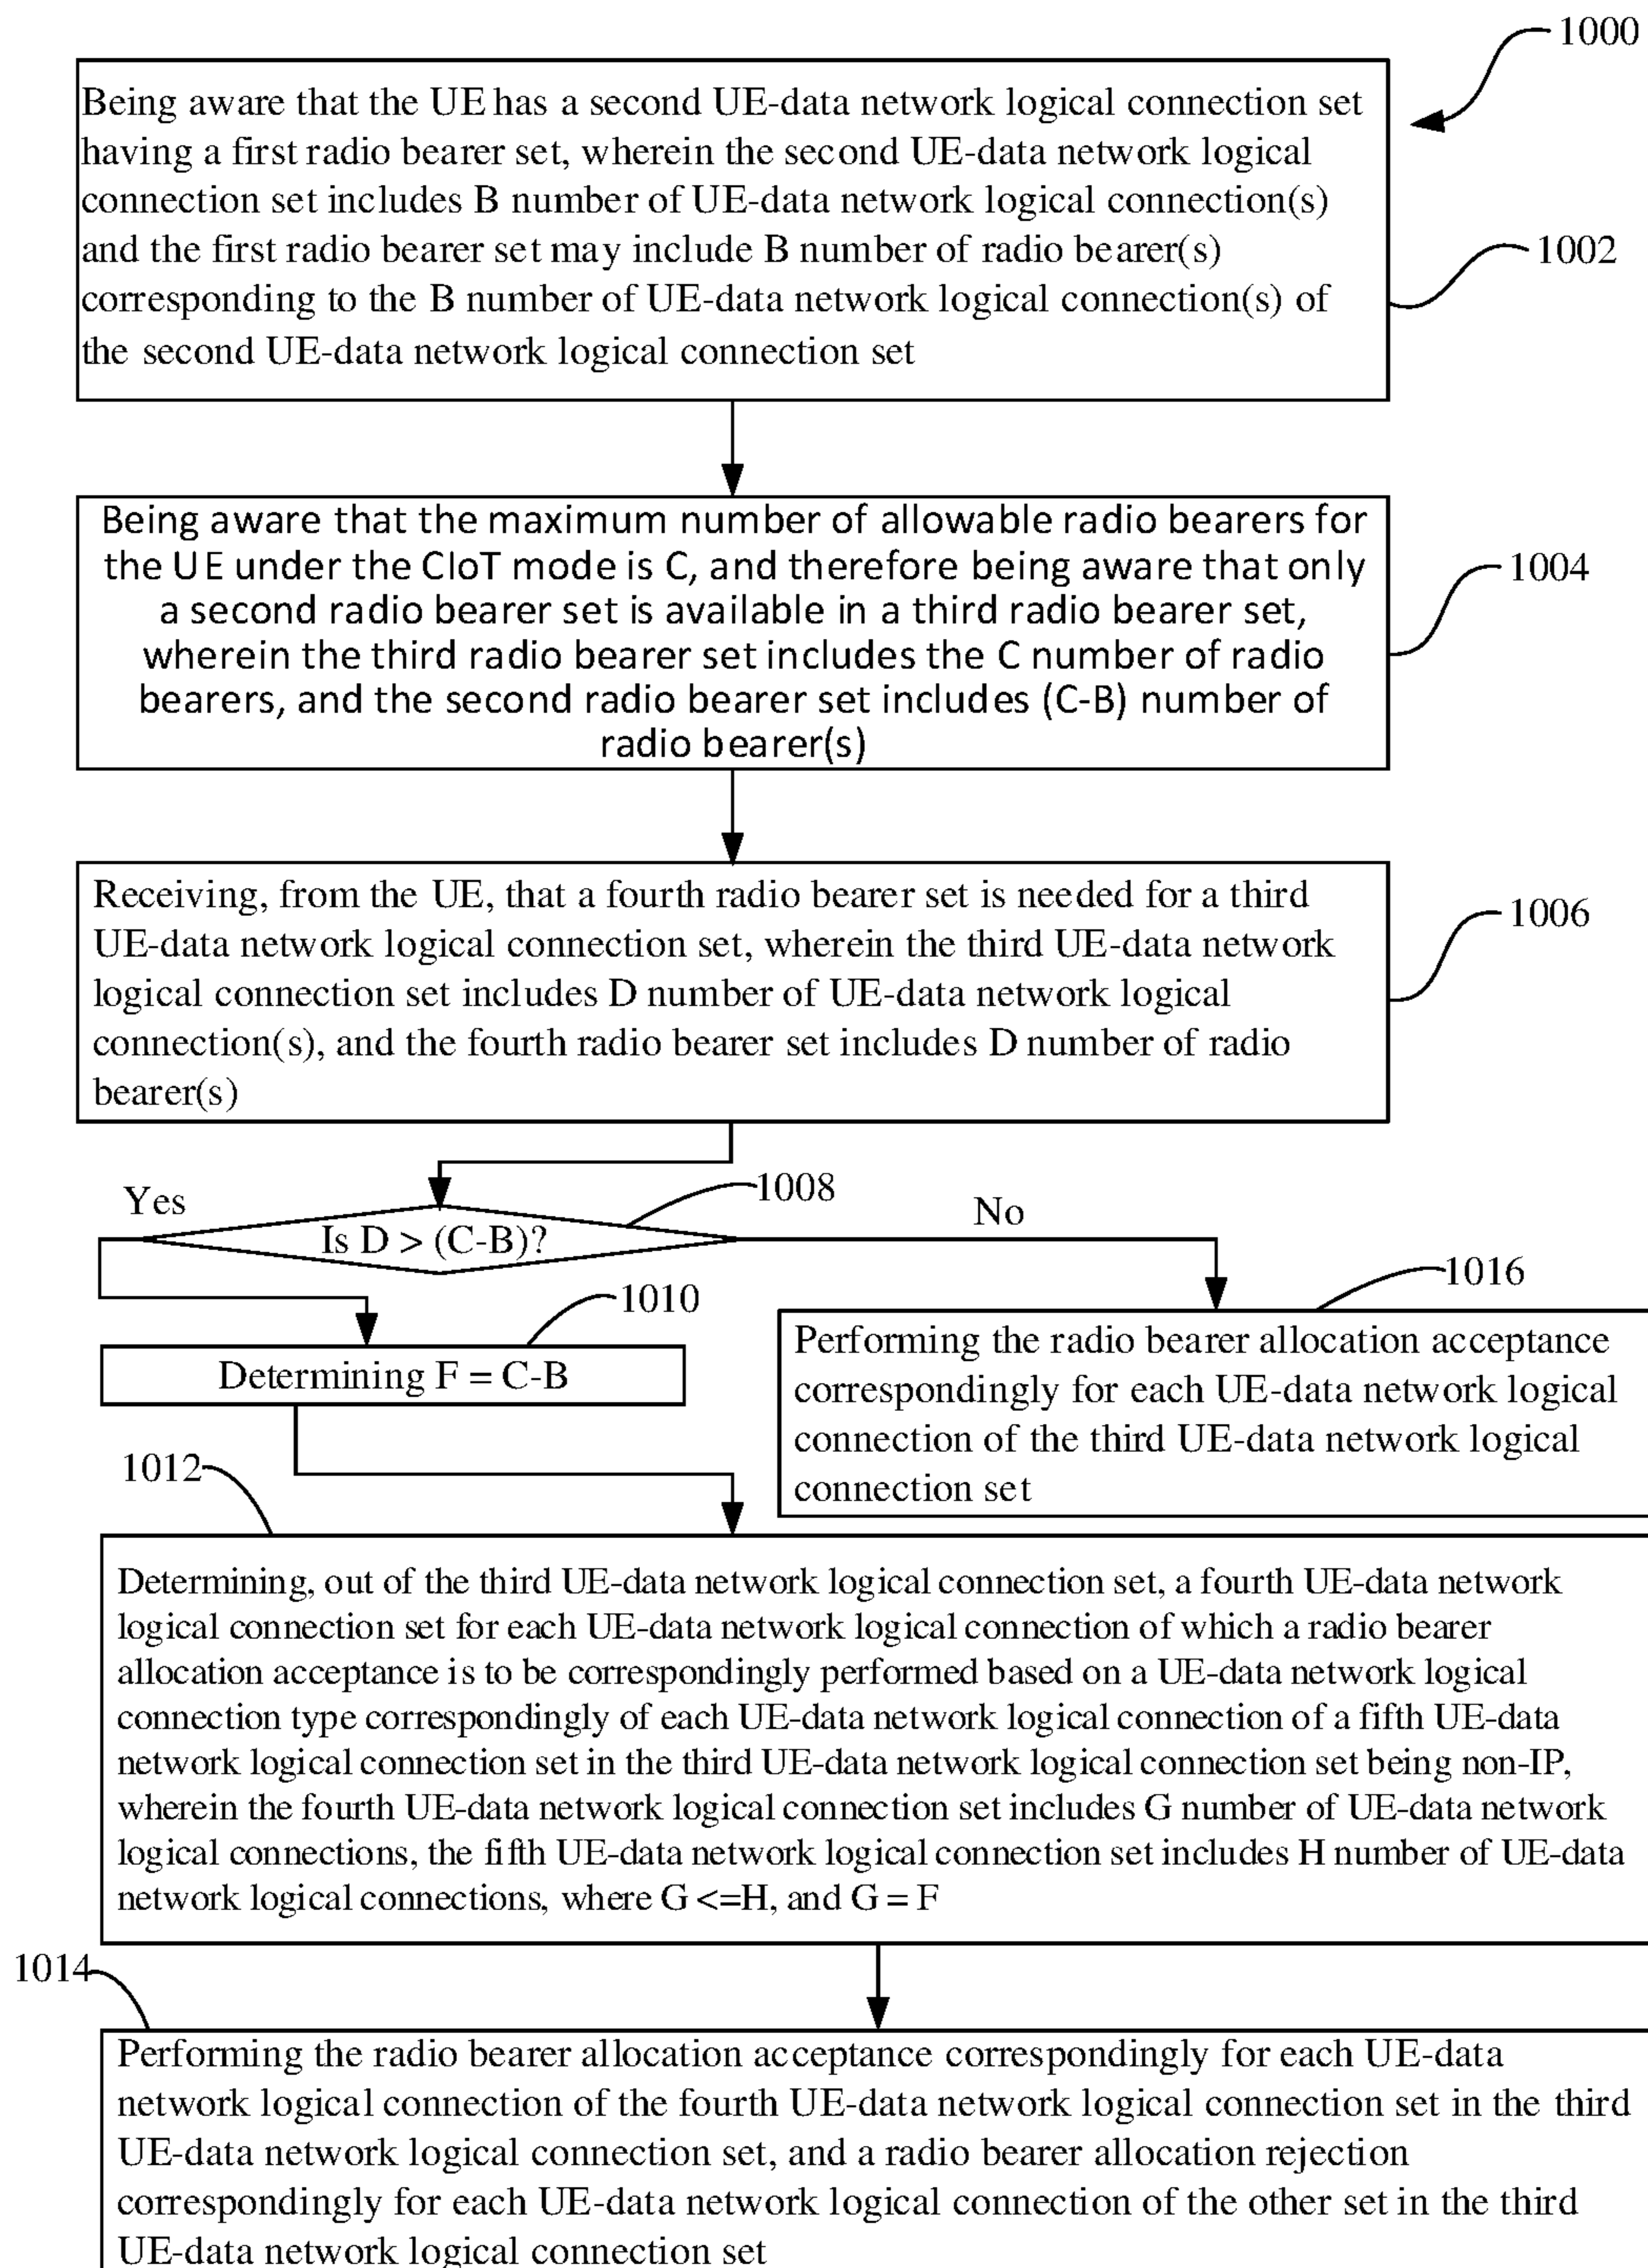 1000
Being aware that the UE has a second UE-data network logical connection set
having a first radio bearer set, wherein the second UE-data network logical
connection set includes B number of UE-data network logical connection(s)
and the first radio bearer set may include B number of radio bearer(s)
corresponding to the B number of UE-data network logical connection(s) of
the second UE-data network logical connection set
1002
Being aware that the maximum number of allowable radio bearers for
the UE under the CIoT mode is C, and therefore being aware that only
a second radio bearer set is available in a third radio bearer set,
wherein the third radio bearer set includes the C number of radio
bearers, and the second radio bearer set includes (C-B) number of
radio bearer(s)
1004
Receiving, from the UE, that a fourth radio bearer set is needed for a third
UE-data network logical connection set, wherein the third UE-data network
logical connection set includes D number of UE-data network logical
connection(s), and the fourth radio bearer set includes D number of radio
bearer(s)
1006
Yes
Is D > (C-B)?
1008
No
1010
Determining F = C-B
1016
Performing the radio bearer allocation acceptance
correspondingly for each UE-data network logical
connection of the third UE-data network logical
connection set
1012
Determining, out of the third UE-data network logical connection set, a fourth UE-data network
logical connection set for each UE-data network logical connection of which a radio bearer
allocation acceptance is to be correspondingly performed based on a UE-data network logical
connection type correspondingly of each UE-data network logical connection of a fifth UE-data
network logical connection set in the third UE-data network logical connection set being non-IP,
wherein the fourth UE-data network logical connection set includes G number of UE-data network
logical connections, the fifth UE-data network logical connection set includes H number of UE-data
network logical connections, where G <=H, and G = F
1014
Performing the radio bearer allocation acceptance correspondingly for each UE-data
network logical connection of the fourth UE-data network logical connection set in the third
UE-data network logical connection set, and a radio bearer allocation rejection
correspondingly for each UE-data network logical connection of the other set in the third
UE-data network logical connection set